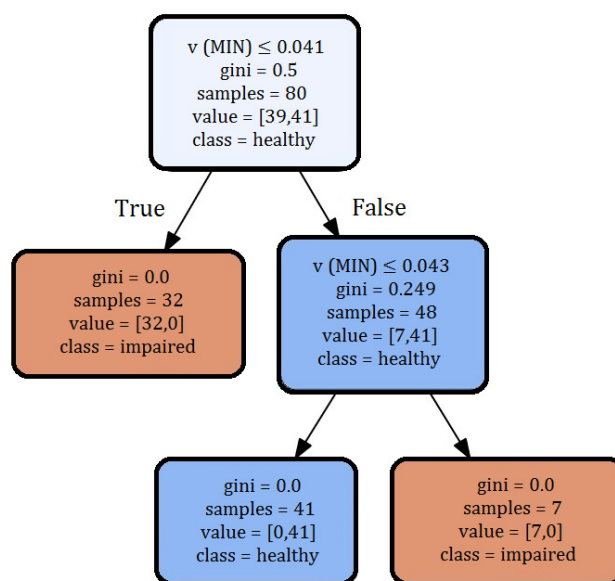 v (MIN) ≤ 0.041
gini = 0.5
samples = 80
value = [39,41]
class = healthy
True
False
gini = 0.0
samples = 32
value = [32,0]
class = impaired
v (MIN) ≤ 0.043
gini = 0.249
samples = 48
value = [7,41]
class = healthy
gini = 0.0
samples = 41
value = [0,41]
class = healthy
gini = 0.0
samples = 7
value = [7,0]
class = impaired